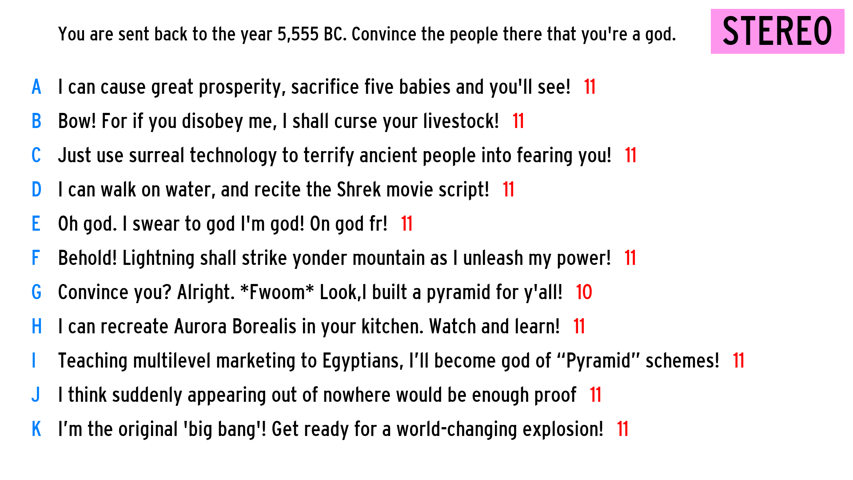 You are sent back to the year 5,555 BC. Convince the people there that you're a god.
STEREO
A I can cause great prosperity, sacrifice five babies and you'll see! 11
B Bow! For if you disobey me, I shall curse your livestock! 11
C Just use surreal technology to terrify ancient people into fearing you! 11
D I can walk on water, and recite the Shrek movie script! 11
E Oh god. I swear to god I'm god! On god fr! 11
F Behold! Lightning shall strike yonder mountain as I unleash my power! 11
G Convince you? Alright. *Fwoom* Look,I built a pyramid for y'all! 10
H I can recreate Aurora Borealis in your kitchen. Watch and learn! 11
I Teaching multilevel marketing to Egyptians, I’ll become god of “Pyramid” schemes! 11
J I think suddenly appearing out of nowhere would be enough proof 11
K I’m the original 'big bang'! Get ready for a world-changing explosion! 11